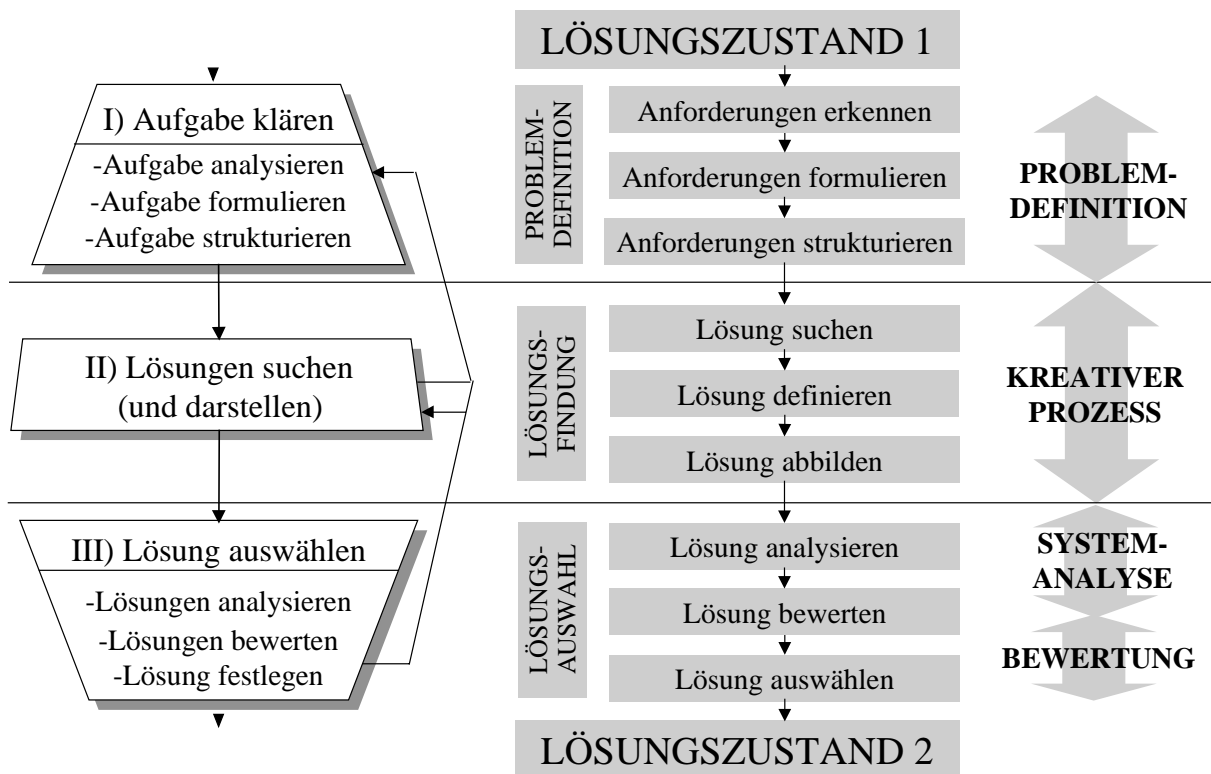 I) Aufgabe klären
-Aufgabe analysieren
-Aufgabe formulieren
-Aufgabe strukturieren
II) Lösungen suchen
(und darstellen)
III) Lösung auswählen
-Lösungen analysieren
-Lösungen bewerten
-Lösung festlegen
LÖSUNGSZUSTAND 1
PROBLEM-
DEFINITION
Anforderungen erkennen
Anforderungen formulieren
Anforderungen strukturieren
LÖSUNGS-
FINDUNG
Lösung suchen
Lösung definieren
Lösung abbilden
LÖSUNGS-
AUSWAHL
Lösung analysieren
Lösung bewerten
Lösung auswählen
LÖSUNGSZUSTAND 2
PROBLEM-
DEFINITION
KREATIVER
PROZESS
SYSTEM-
ANALYSE
BEWERTUNG